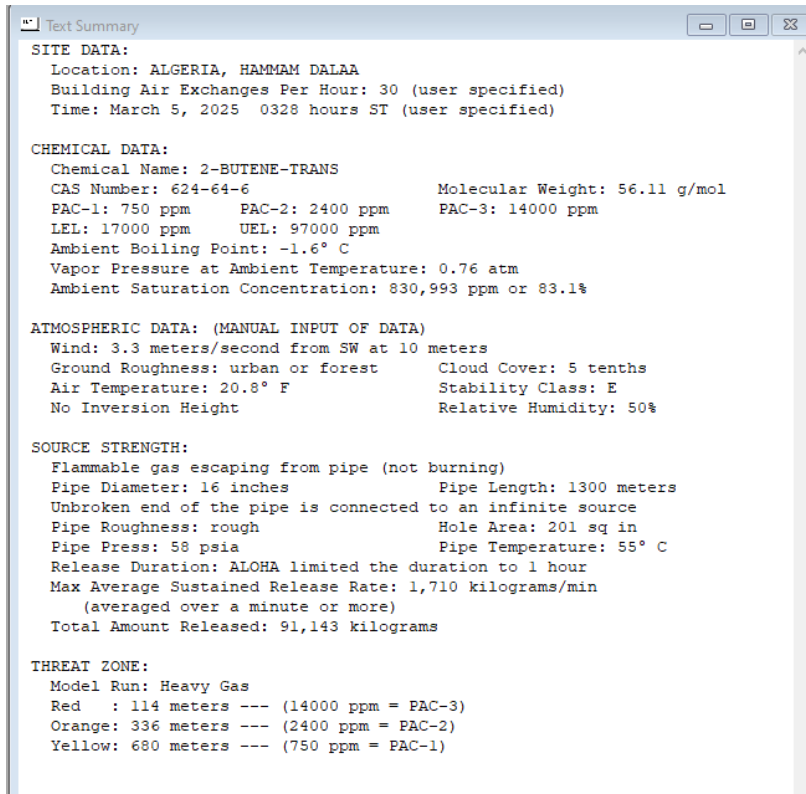 Text Summary
SITE DATA:
Location: ALGERIA, HAMMAM DALAA
Building Air Exchanges Per Hour: 30 (user specified)
Time: March 5, 2025  0328 hours ST (user specified)
CHEMICAL DATA:
Chemical Name: 2-BUTENE-TRANS
CAS Number: 624-64-6 Molecular Weight: 56.11 g/mol
PAC-1: 750 ppm PAC-2: 2400 ppm PAC-3: 14000 ppm
LEL: 17000 ppm UEL: 97000 ppm
Ambient Boiling Point: -1.6° C
Vapor Pressure at Ambient Temperature: 0.76 atm
Ambient Saturation Concentration: 830,993 ppm or 83.1%
ATMOSPHERIC DATA: (MANUAL INPUT OF DATA)
Wind: 3.3 meters/second from SW at 10 meters
Ground Roughness: urban or forest Cloud Cover: 5 tenths
Air Temperature: 20.8° F Stability Class: E
No Inversion Height Relative Humidity: 50%
SOURCE STRENGTH:
Flammable gas escaping from pipe (not burning)
Pipe Diameter: 16 inches Pipe Length: 1300 meters
Unbroken end of the pipe is connected to an infinite source
Pipe Roughness: rough Hole Area: 201 sq in
Pipe Press: 58 psia Pipe Temperature: 55° C
Release Duration: ALOHA limited the duration to 1 hour
Max Average Sustained Release Rate: 1,710 kilograms/min
(averaged over a minute or more)
Total Amount Released: 91,143 kilograms
THREAT ZONE:
Model Run: Heavy Gas
Red   : 114 meters --- (14000 ppm = PAC-3)
Orange: 336 meters --- (2400 ppm = PAC-2)
Yellow: 680 meters --- (750 ppm = PAC-1)